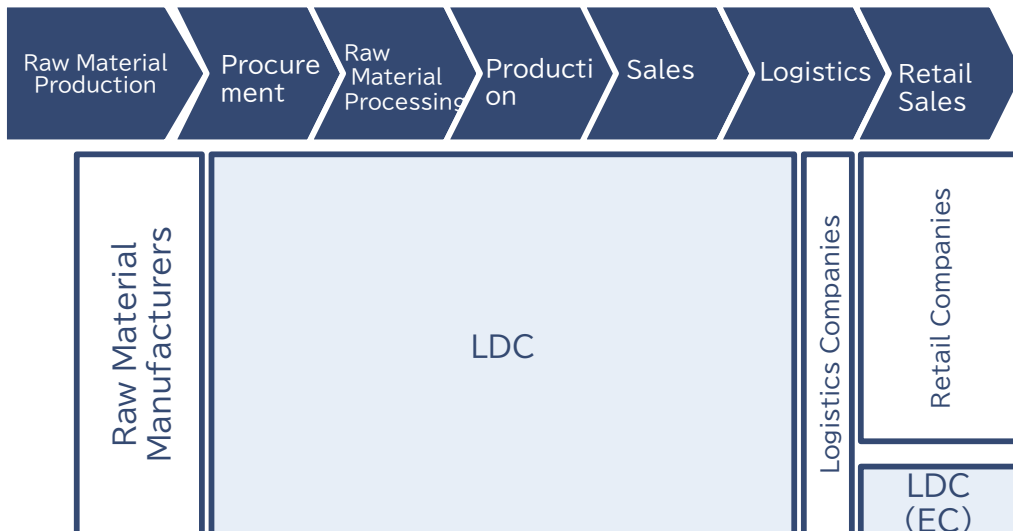 Raw Material
Production
Procure
ment
Raw
Material
Processing
Producti
on
Sales
Logistics
Retail
Sales
Raw Material
Manufacturers
LDC
Logistics Companies
Retail Companies
LDC
(EC)